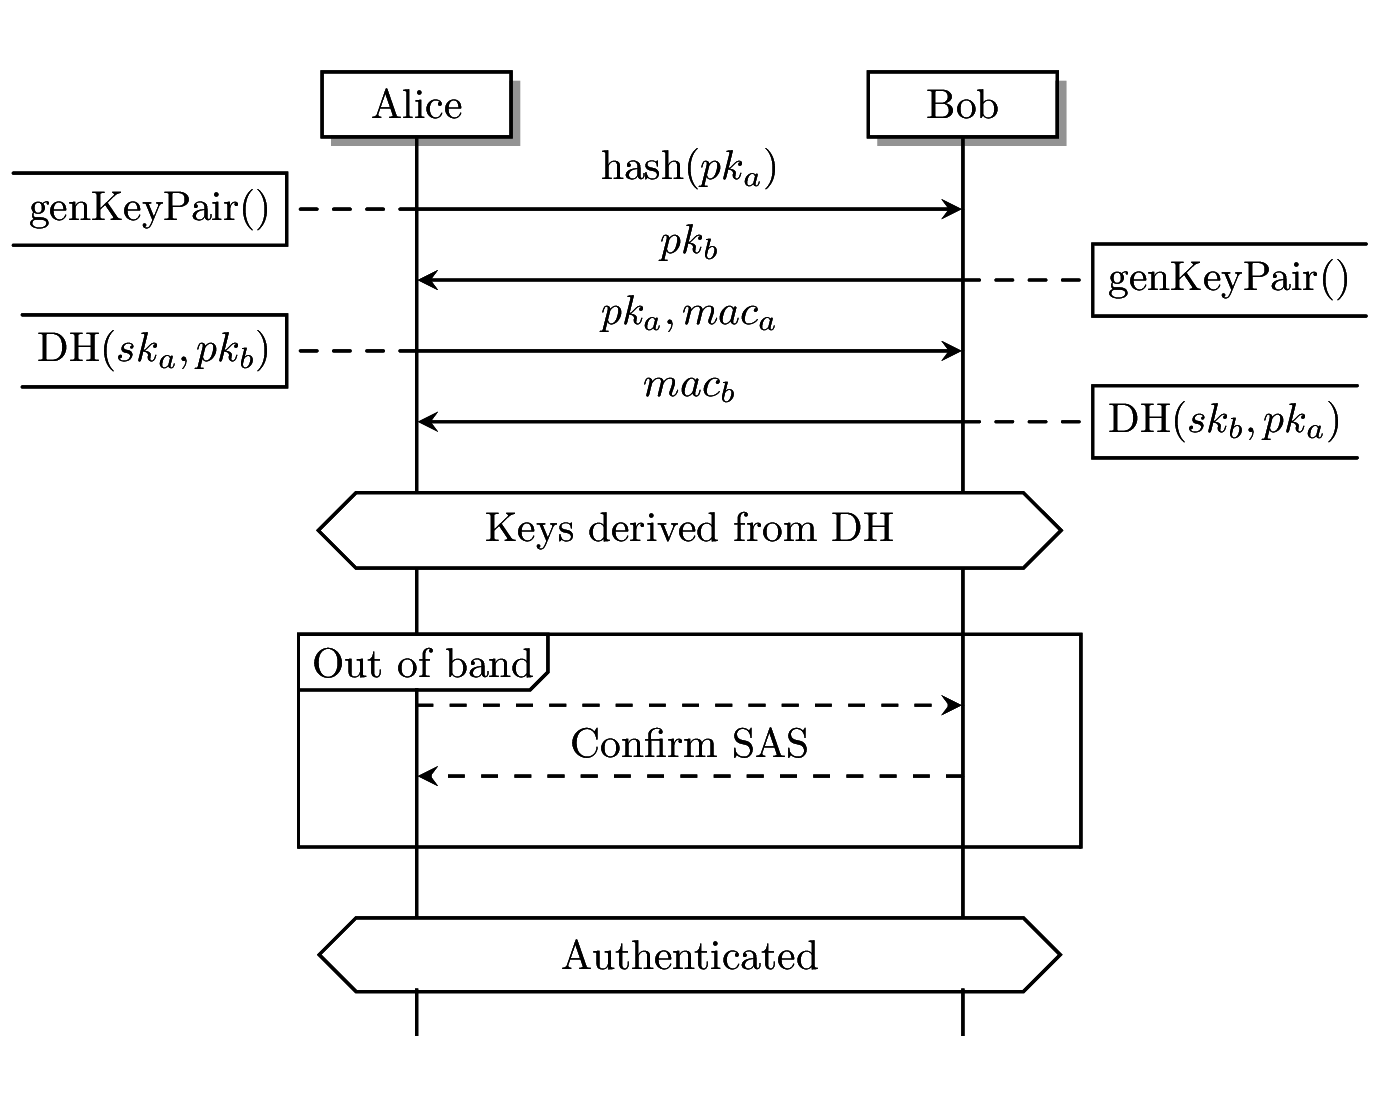 Alice
Bob
hash(pk_a)
genKeyPair()
pk_b
genKeyPair()
pk_a, mac_a
DH(sk_a, pk_b)
mac_b
DH(sk_b, pk_a)
Keys derived from DH
Out of band
Confirm SAS
Authenticated